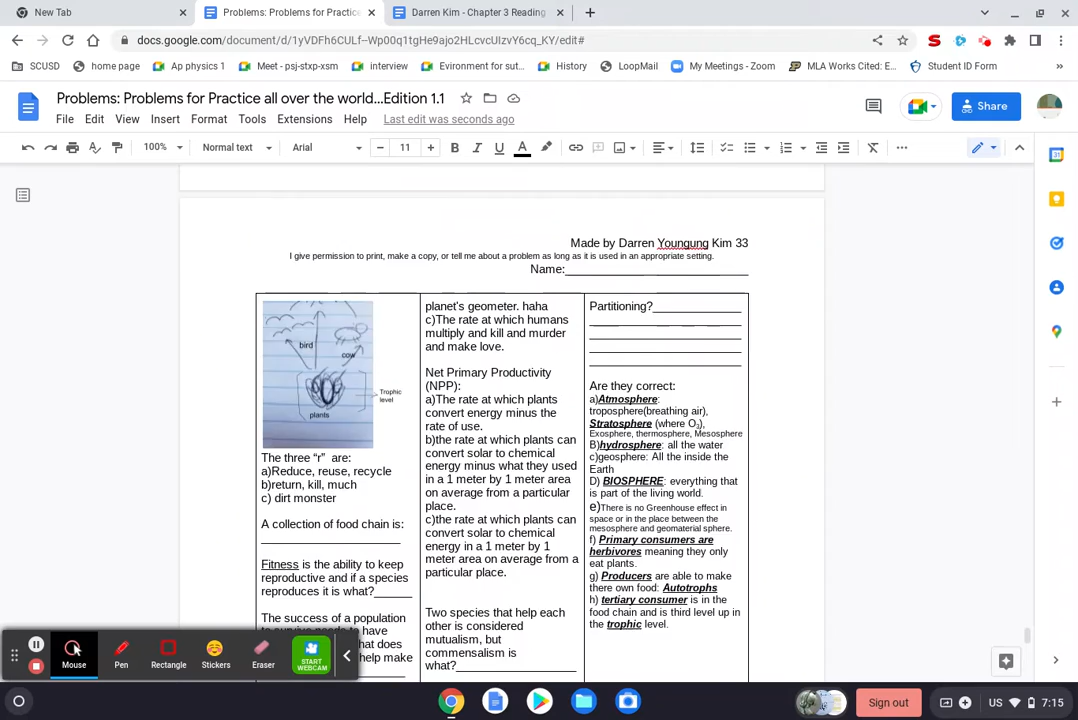 New Tab
Problems: Problems for Practice
Darren Kim - Chapter 3 Reading
docs.google.com/document/d/1yVDFh6CULf--Wp00q1tgHe9ajo2HLcvcUIzvY6cq_KY/edit#
SCUSD
home page
Ap physics 1
Meet - psj-stxp-xsm
interview
Evironment for sut...
History
LoopMail
My Meetings - Zoom
MLA Works Cited: E...
Student ID Form
Problems: Problems for Practice all over the world...Edition 1.1
File Edit View Insert Format Tools Extensions Help Last edit was seconds ago
Share
100% Normal text Arial 11
Made by Darren Youngung Kim 33
I give permission to print, make a copy, or tell me about a problem as long as it is used in an appropriate setting.
Name:
bird
cow
plants
Trophic
level
The three “r” are:
a)Reduce, reuse, recycle
b)return, kill, much
c) dirt monster
A collection of food chain is:
Fitness is the ability to keep
reproductive and if a species
reproduces it is what?
The success of a population
have
hat does
help make
planet's geometer. haha
c)The rate at which humans
multiply and kill and murder
and make love.
Net Primary Productivity
(NPP):
a)The rate at which plants
convert energy minus the
rate of use.
b)the rate at which plants can
convert solar to chemical
energy minus what they used
in a 1 meter by 1 meter area
on average from a particular
place.
c)the rate at which plants can
convert solar to chemical
energy in a 1 meter by 1
meter area on average from a
particular place.
Two species that help each
other is considered
mutualism, but
commensalism is
what?
Partitioning?
Are they correct:
a)Atmosphere:
troposphere(breathing air),
Stratosphere (where O3),
Exosphere, thermosphere, Mesosphere
B)hydrosphere: all the water
c)geosphere: All the inside the
Earth
D) BIOSPHERE: everything that
is part of the living world.
e)There is no Greenhouse effect in
space or in the place between the
mesosphere and geomaterial sphere.
f) Primary consumers are
herbivores meaning they only
eat plants.
g) Producers are able to make
there own food: Autotrophs
h) tertiary consumer is in the
food chain and is third level up in
the trophic level.
Mouse
Pen
Rectangle
Stickers
Eraser
START
WEBCAM
Sign out
US
7:15